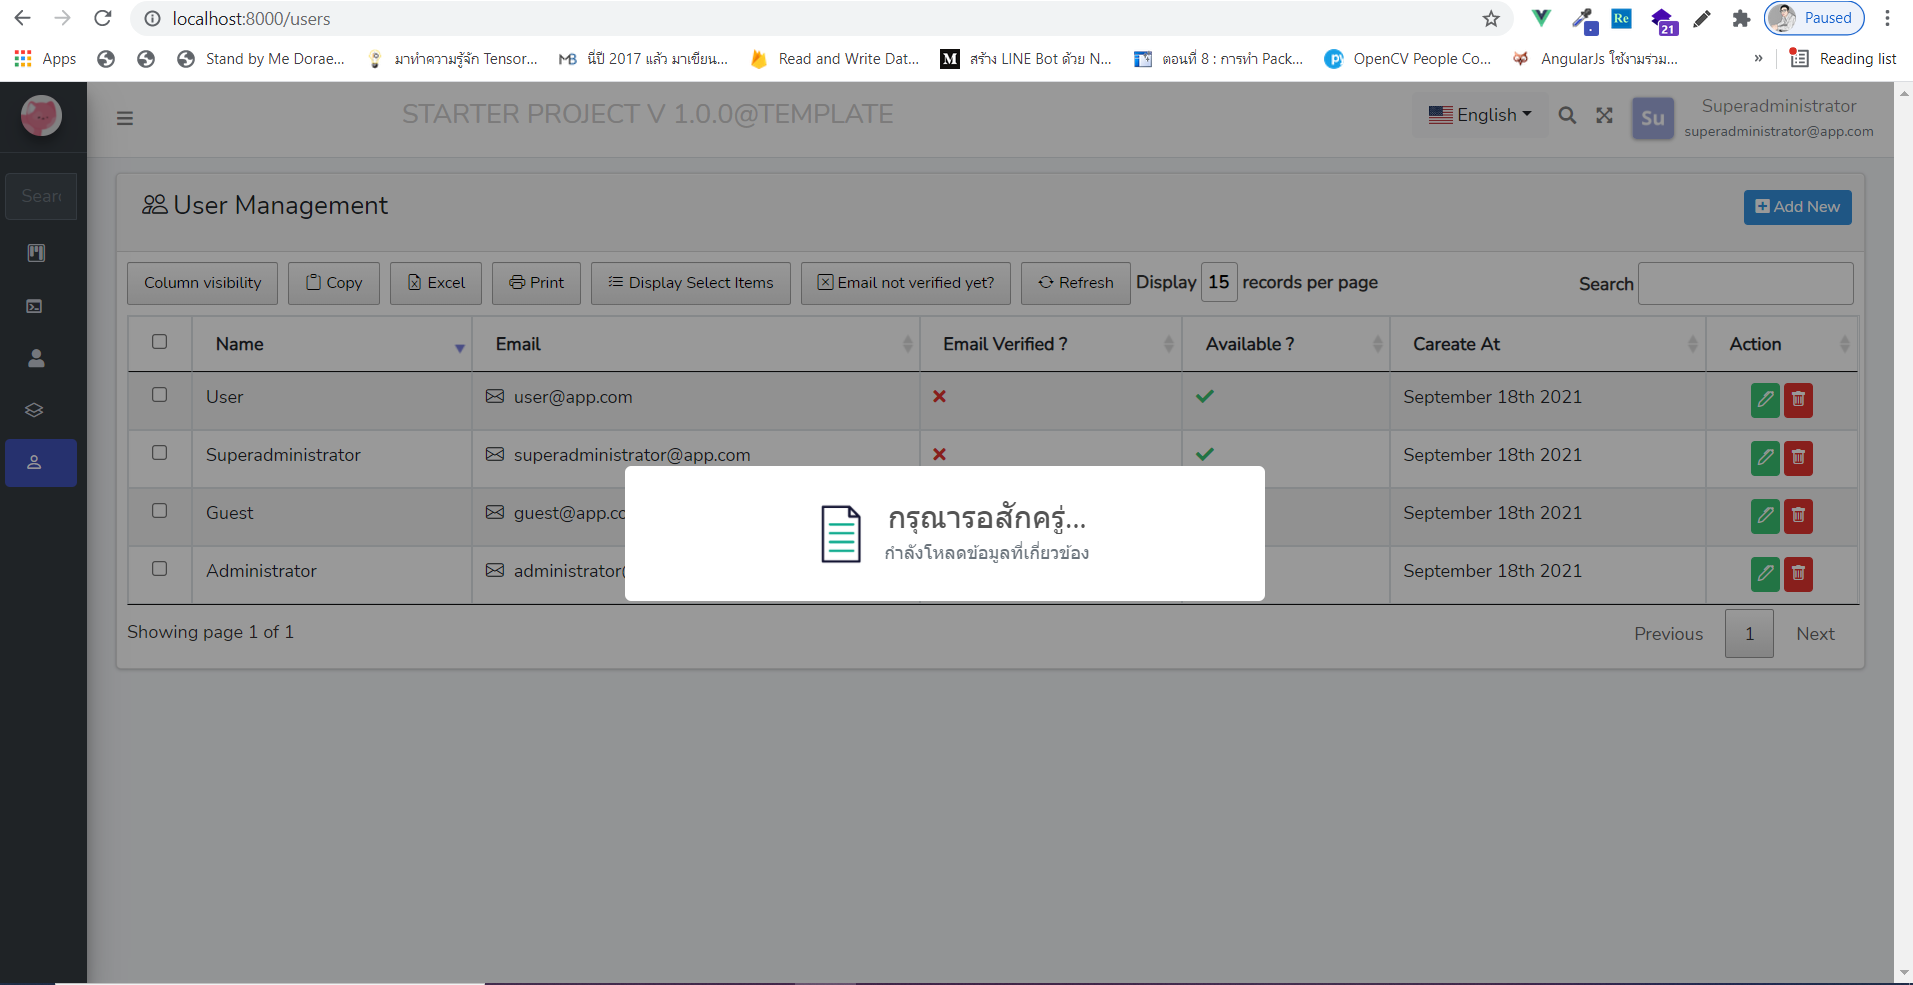 localhost:8000/users
Re
21
Paused
Apps
Stand by Me Dorae...
มาทำความรู้จัก Tensor...
MB
นี่ปี 2017 แล้ว มาเขียน...
Read and Write Dat...
M
สร้าง LINE Bot ด้วย N...
ตอนที่ 8 : การทำ Pack...
OpenCV People Co...
AngularJs ใช้งานร่วม...
»
Reading list
STARTER PROJECT V 1.0.0@TEMPLATE
English
Su
Superadministrator
superadministrator@app.com
Sear
User Management
Add New
Column visibility
Copy
Excel
Print
Display Select Items
Email not verified yet?
Refresh
Display 15 records per page
Search
Name
Email
Email Verified ?
Available ?
Careate At
Action
User
user@app.com
September 18th 2021
Superadministrator
superadministrator@app.com
September 18th 2021
Guest
guest@app.co
September 18th 2021
Administrator
administrator
September 18th 2021
กรุณารอสักครู่...
กำลังโหลดข้อมูลที่เกี่ยวข้อง
Showing page 1 of 1
Previous
1
Next